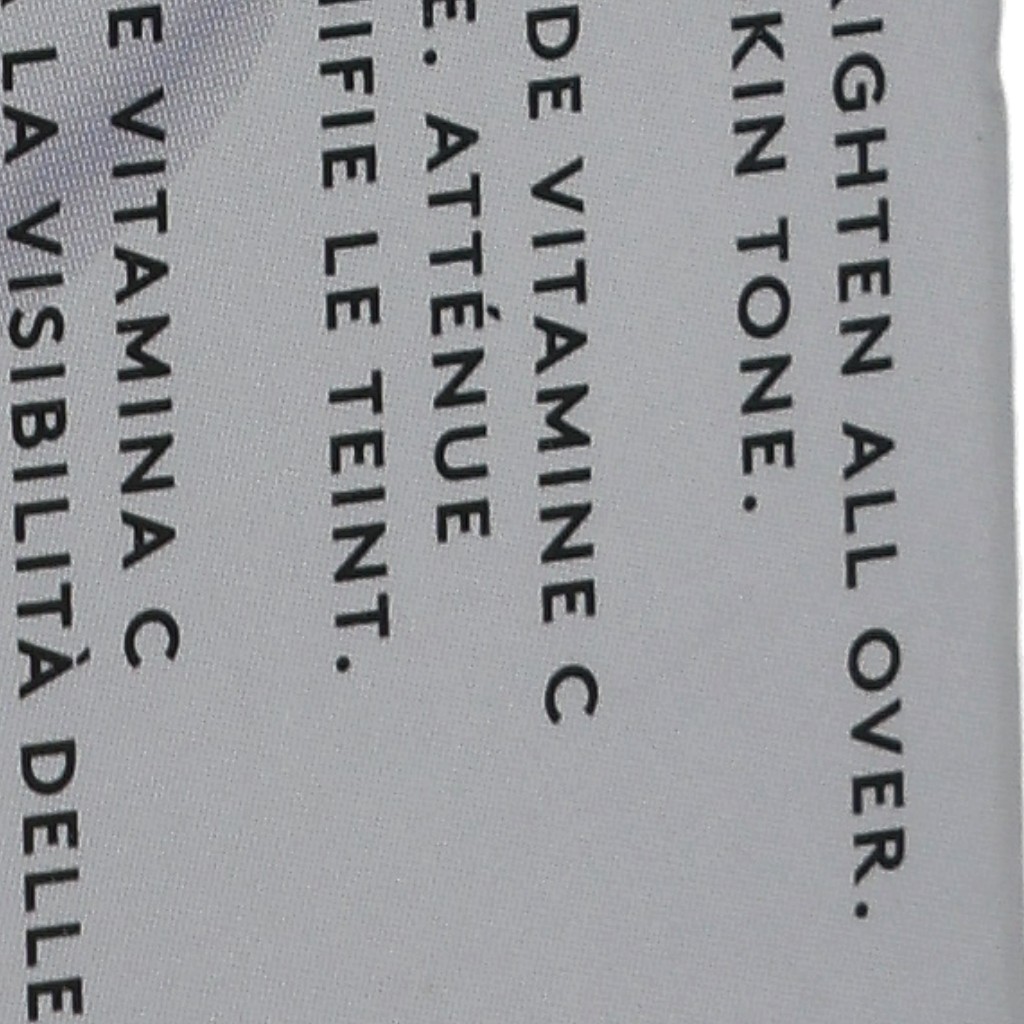 IGHTEN ALL OVER.
KIN TONE.
DE VITAMINE C
E. ATTÉNUE
IFIE LE TEINT.
E VITAMINA C
LA VISIBILITÀ DELLE